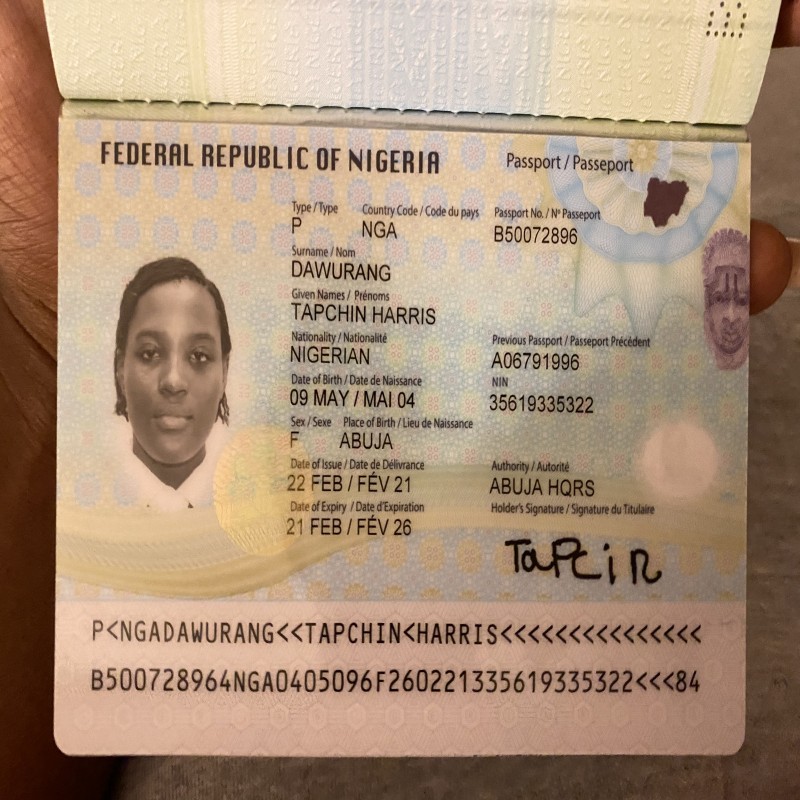 FEDERAL REPUBLIC OF NIGERIA
Passport / Passeport
Type / Type Country Code / Code du pays Passport No. / Nº Passeport
P NGA B50072896
Surname / Nom
DAWURANG
Given Names / Prénoms
TAPCHIN HARRIS
Nationality / Nationalité Previous Passport / Passeport Précédent
NIGERIAN A06791996
Date of Birth / Date de Naissance NIN
09 MAY / MAI 04 35619335322
Sex / Sexe Place of Birth / Lieu de Naissance
F ABUJA
Date of Issue / Date de Délivrance Authority / Autorité
22 FEB / FÉV 21 ABUJA HQRS
Date of Expiry / Date d'Expiration Holder's Signature / Signature du Titulaire
21 FEB / FÉV 26
P<NGADAWURANG<<TAPCHIN<HARRIS<<<<<<<<<<<<<<<
B500728964NGA0405096F260221335619335322<<<84